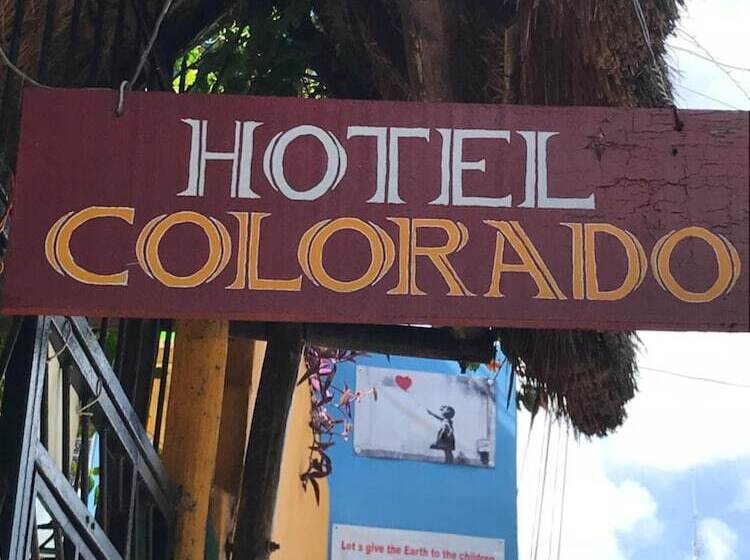 HOTEL
COLORADO
Let s give the Earth to the children